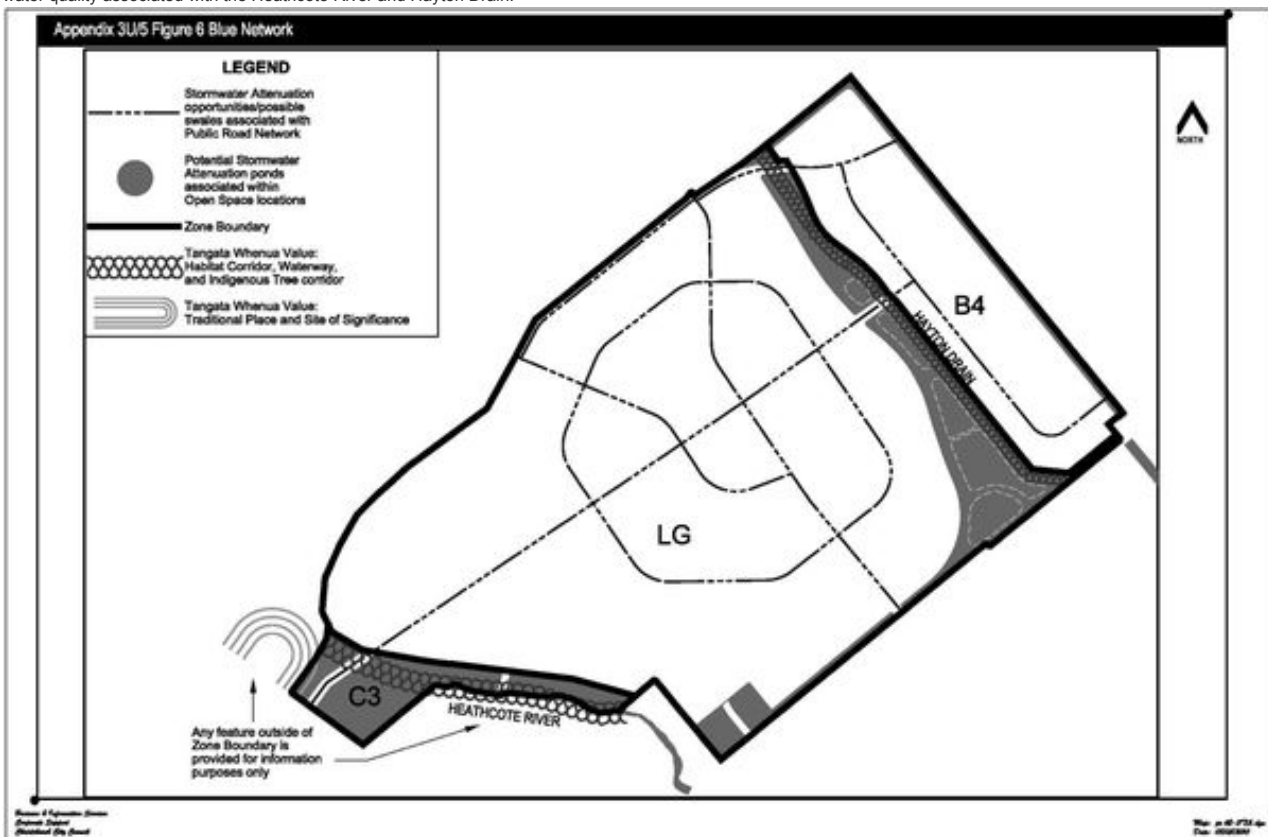 water quality associated with the Heathcote River and Hayton Drain.
Appendix 3U/5 Figure 6 Blue Network
LEGEND
Stormwater Attenuation
opportunities/possible
swales associated with
Public Road Network
Potential Stormwater
Attenuation ponds
associated within
Open Space locations
Zone Boundary
Tangata Whenua Value:
Habitat Corridor, Waterway,
and Indigenous Tree corridor
Tangata Whenua Value:
Traditional Place and Site of Significance
NORTH
B4
HAYTON DRAIN
LG
C3
HEATHCOTE RIVER
Any feature outside of
Zone Boundary is
provided for information
purposes only
Corporate Support
Christchurch City Council